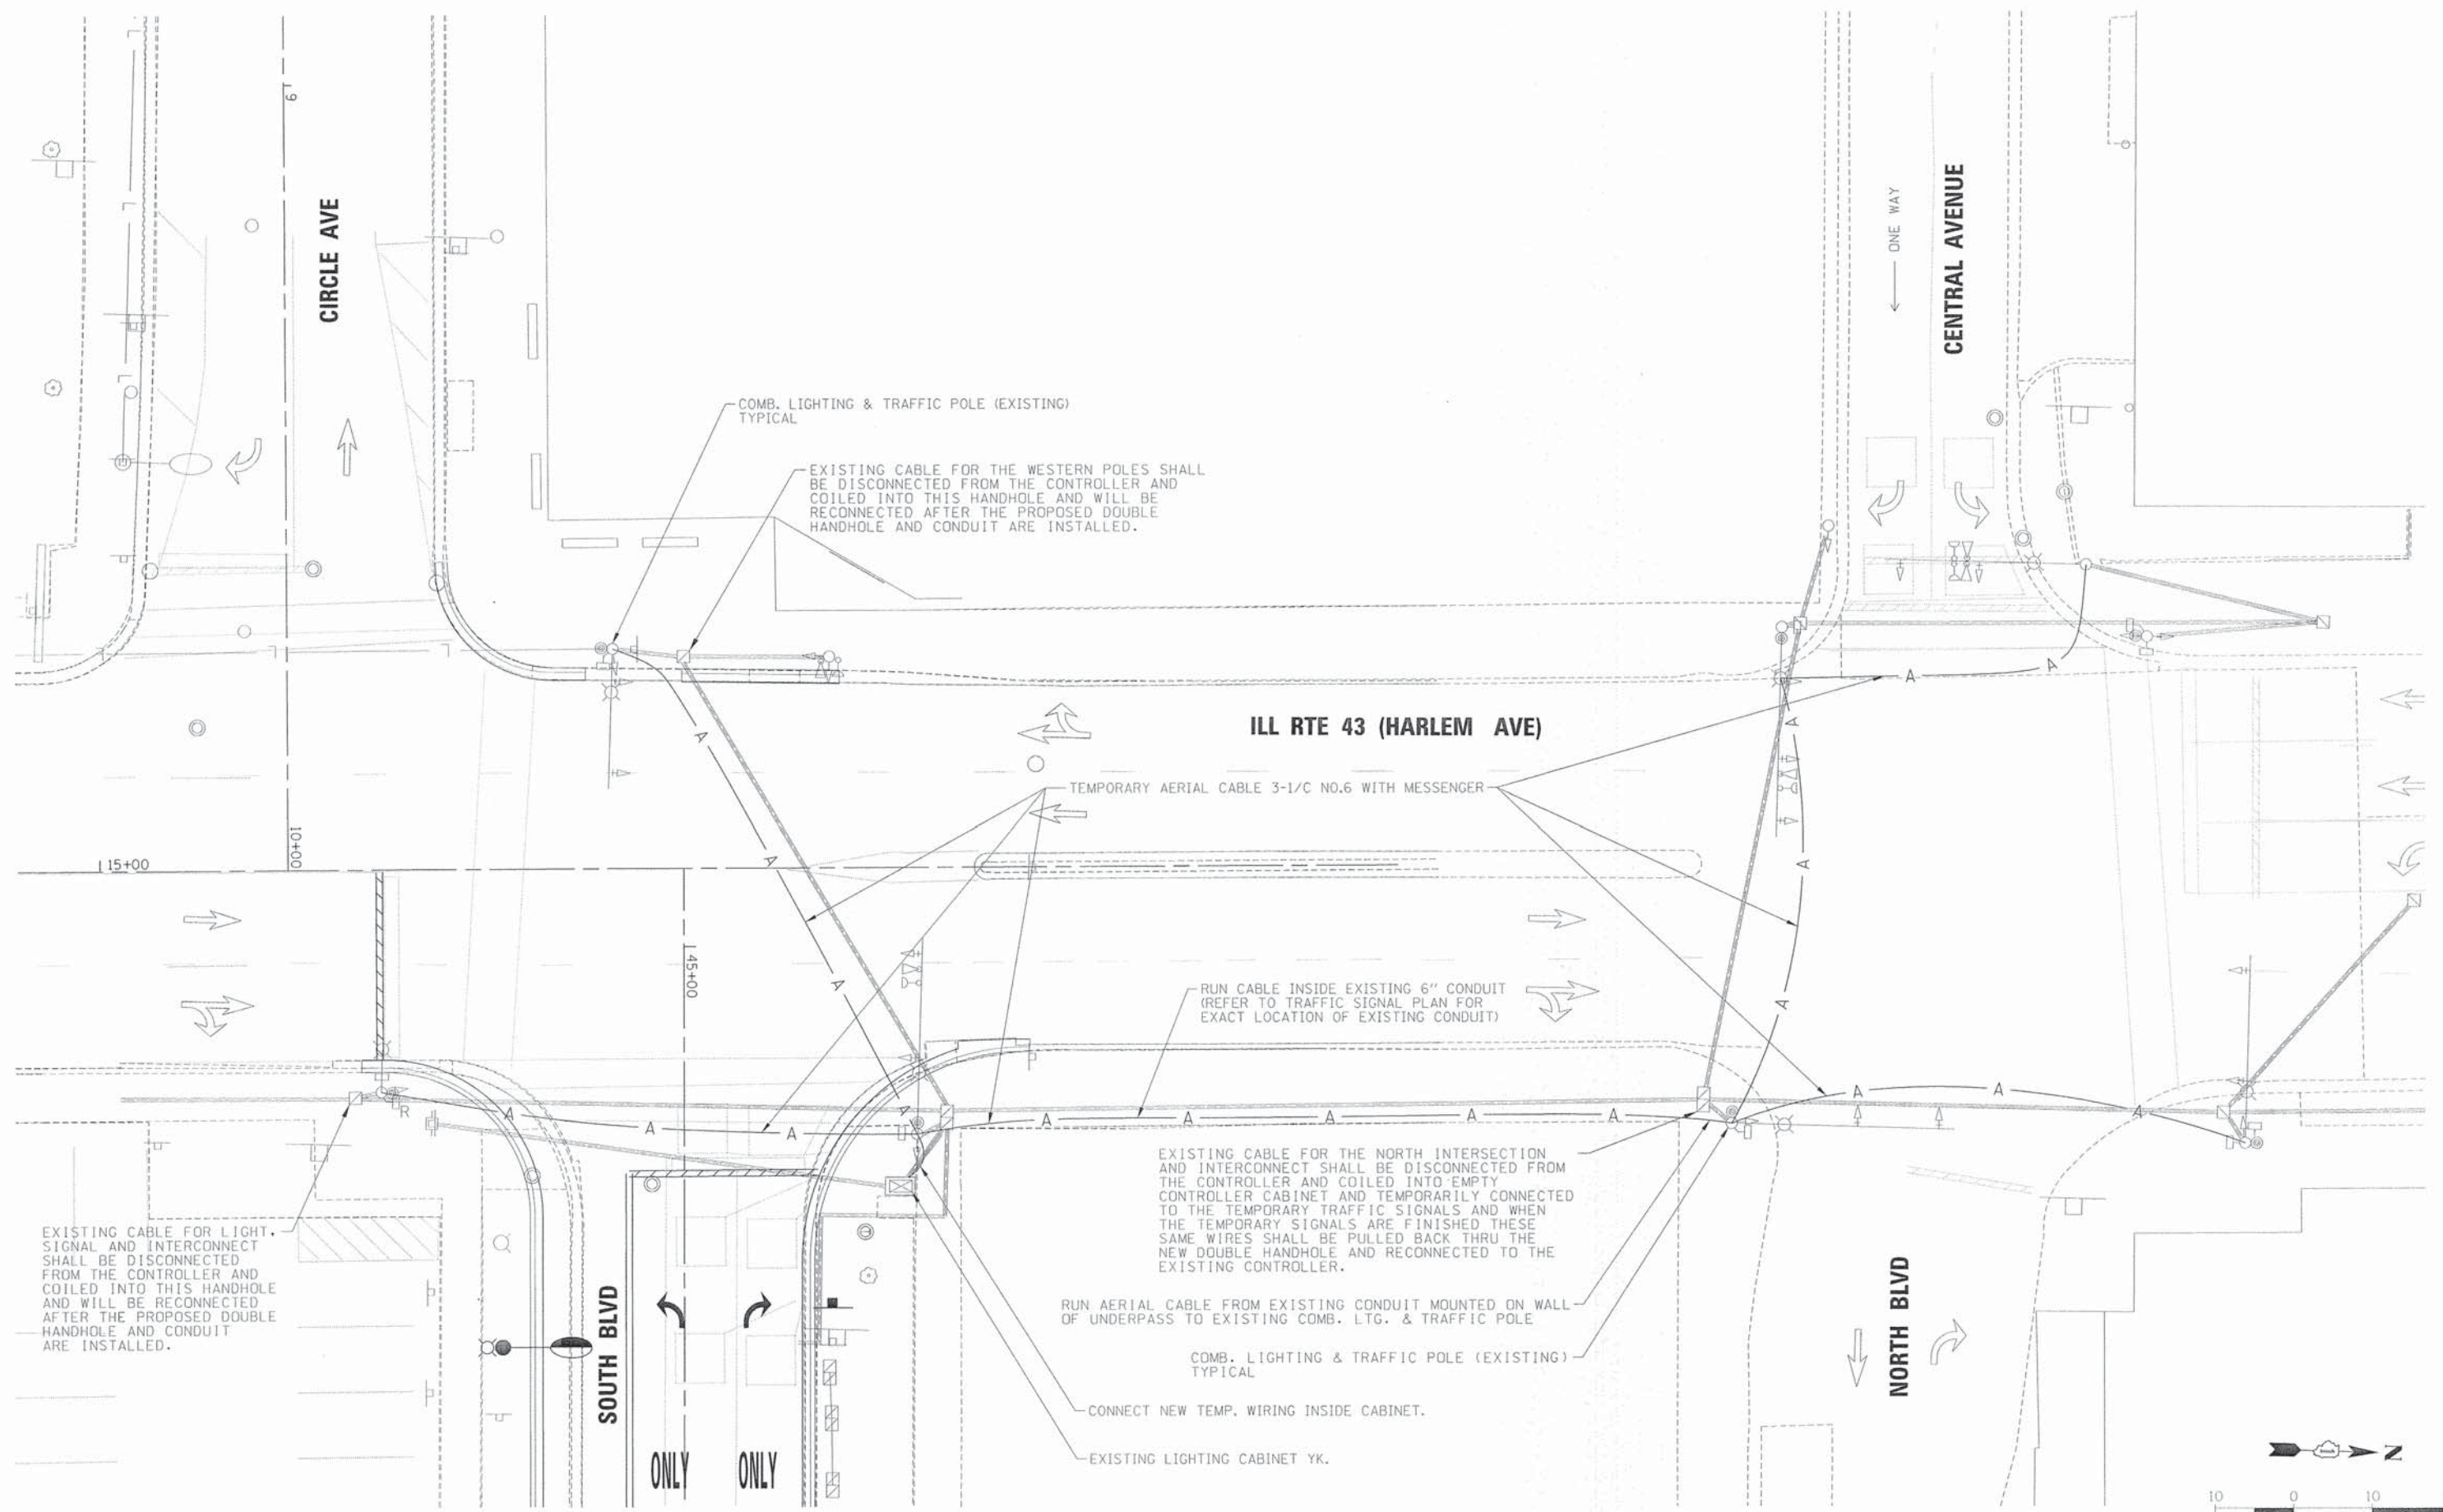 6
CIRCLE AVE
ONE WAY
CENTRAL AVENUE
COMB. LIGHTING & TRAFFIC POLE (EXISTING)
TYPICAL
EXISTING CABLE FOR THE WESTERN POLES SHALL
BE DISCONNECTED FROM THE CONTROLLER AND
COILED INTO THIS HANDHOLE AND WILL BE
RECONNECTED AFTER THE PROPOSED DOUBLE
HANDHOLE AND CONDUIT ARE INSTALLED.
A
A
ILL RTE 43 (HARLEM AVE)
A
A
TEMPORARY AERIAL CABLE 3-1/C NO.6 WITH MESSENGER
10+00
15+00
A
A
45+00
A
RUN CABLE INSIDE EXISTING 6" CONDUIT
(REFER TO TRAFFIC SIGNAL PLAN FOR
EXACT LOCATION OF EXISTING CONDUIT)
A
R
A
A
A
A
A
A
A
A
A
A
A
A
A
EXISTING CABLE FOR THE NORTH INTERSECTION
AND INTERCONNECT SHALL BE DISCONNECTED FROM
THE CONTROLLER AND COILED INTO EMPTY
CONTROLLER CABINET AND TEMPORARILY CONNECTED
TO THE TEMPORARY TRAFFIC SIGNALS AND WHEN
THE TEMPORARY SIGNALS ARE FINISHED THESE
SAME WIRES SHALL BE PULLED BACK THRU THE
NEW DOUBLE HANDHOLE AND RECONNECTED TO THE
EXISTING CONTROLLER.
EXISTING CABLE FOR LIGHT,
SIGNAL AND INTERCONNECT
SHALL BE DISCONNECTED
FROM THE CONTROLLER AND
COILED INTO THIS HANDHOLE
AND WILL BE RECONNECTED
AFTER THE PROPOSED DOUBLE
HANDHOLE AND CONDUIT
ARE INSTALLED.
RUN AERIAL CABLE FROM EXISTING CONDUIT MOUNTED ON WALL
OF UNDERPASS TO EXISTING COMB. LTG. & TRAFFIC POLE
COMB. LIGHTING & TRAFFIC POLE (EXISTING)
TYPICAL
SOUTH BLVD
NORTH BLVD
CONNECT NEW TEMP. WIRING INSIDE CABINET.
EXISTING LIGHTING CABINET YK.
ONLY
ONLY
N
10 0 10